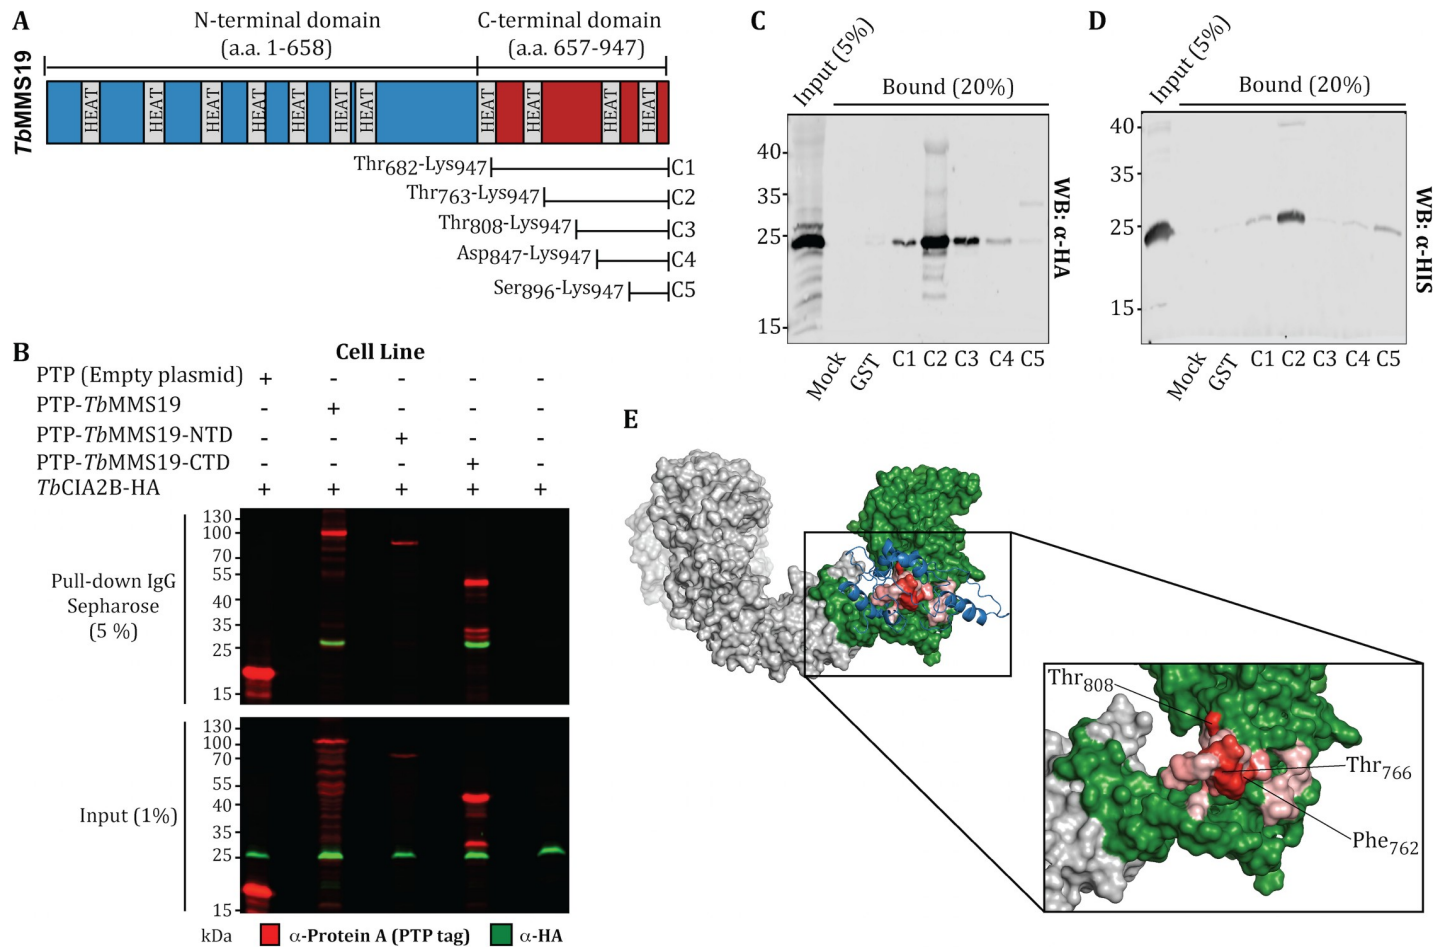 A
N-terminal domain
(a.a. 1-658)
C-terminal domain
(a.a. 657-947)
TbMMS19
HEAT HEAT HEAT HEAT HEAT HEAT HEAT HEAT HEAT HEAT HEAT
Thr682-Lys947 C1
Thr763-Lys947 C2
Thr808-Lys947 C3
Asp847-Lys947 C4
Ser896-Lys947 C5
B
Cell Line
PTP (Empty plasmid) + - - - -
PTP-TbMMS19 - + - - -
PTP-TbMMS19-NTD - - + - -
PTP-TbMMS19-CTD - - - + -
TbCIA2B-HA + + + + +
Pull-down IgG
Sepharose
(5 %)
130
100
70
55
40
35
25
15
Input (1%)
130
100
70
55
40
35
25
15
kDa
α-Protein A (PTP tag)
α-HA
C
Input (5%)
Bound (20%)
40
35
25
15
WB: α-HA
Mock GST C1 C2 C3 C4 C5
D
Input (5%)
Bound (20%)
40
35
25
15
WB: α-HIS
Mock GST C1 C2 C3 C4 C5
E
Thr808
Thr766
Phe762